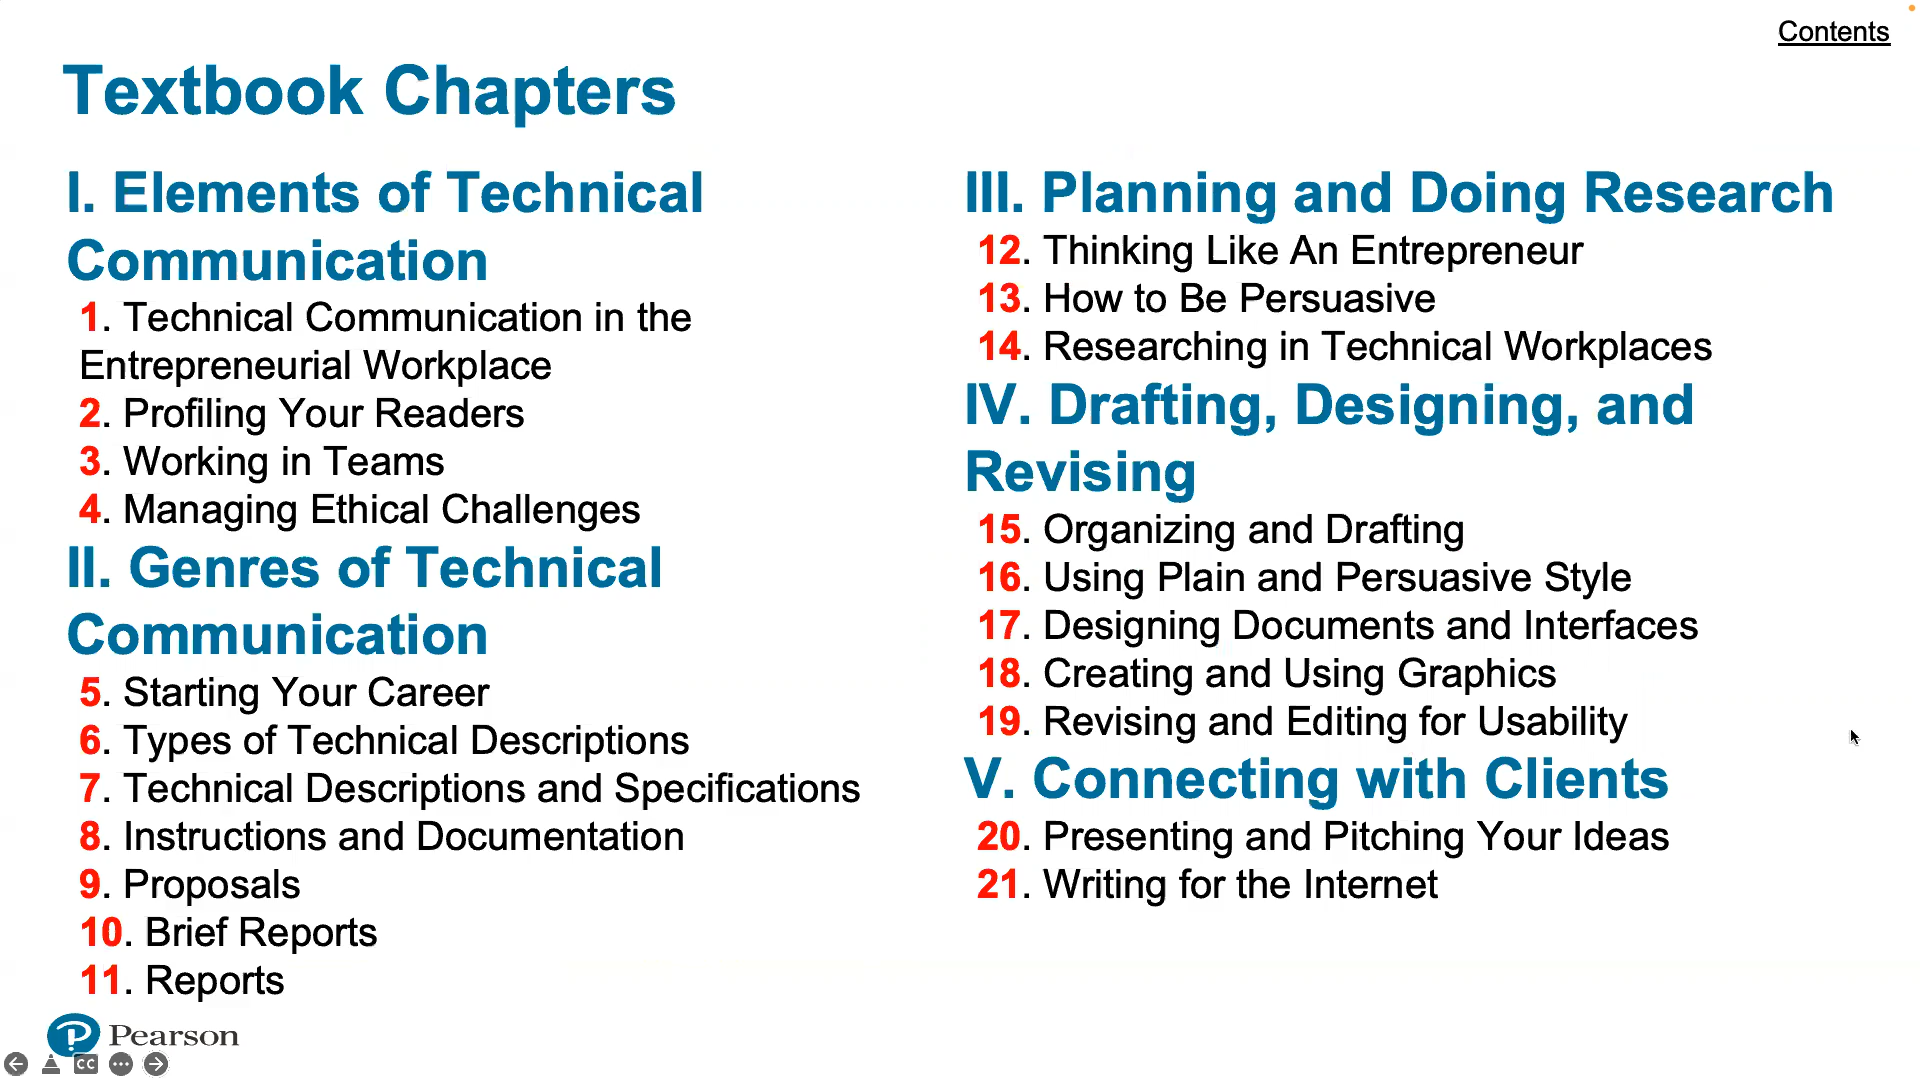 Contents
Textbook Chapters
I. Elements of Technical
Communication
1. Technical Communication in the
Entrepreneurial Workplace
2. Profiling Your Readers
3. Working in Teams
4. Managing Ethical Challenges
II. Genres of Technical
Communication
5. Starting Your Career
6. Types of Technical Descriptions
7. Technical Descriptions and Specifications
8. Instructions and Documentation
9. Proposals
10. Brief Reports
11. Reports
III. Planning and Doing Research
12. Thinking Like An Entrepreneur
13. How to Be Persuasive
14. Researching in Technical Workplaces
IV. Drafting, Designing, and
Revising
15. Organizing and Drafting
16. Using Plain and Persuasive Style
17. Designing Documents and Interfaces
18. Creating and Using Graphics
19. Revising and Editing for Usability
V. Connecting with Clients
20. Presenting and Pitching Your Ideas
21. Writing for the Internet
P Pearson
CC